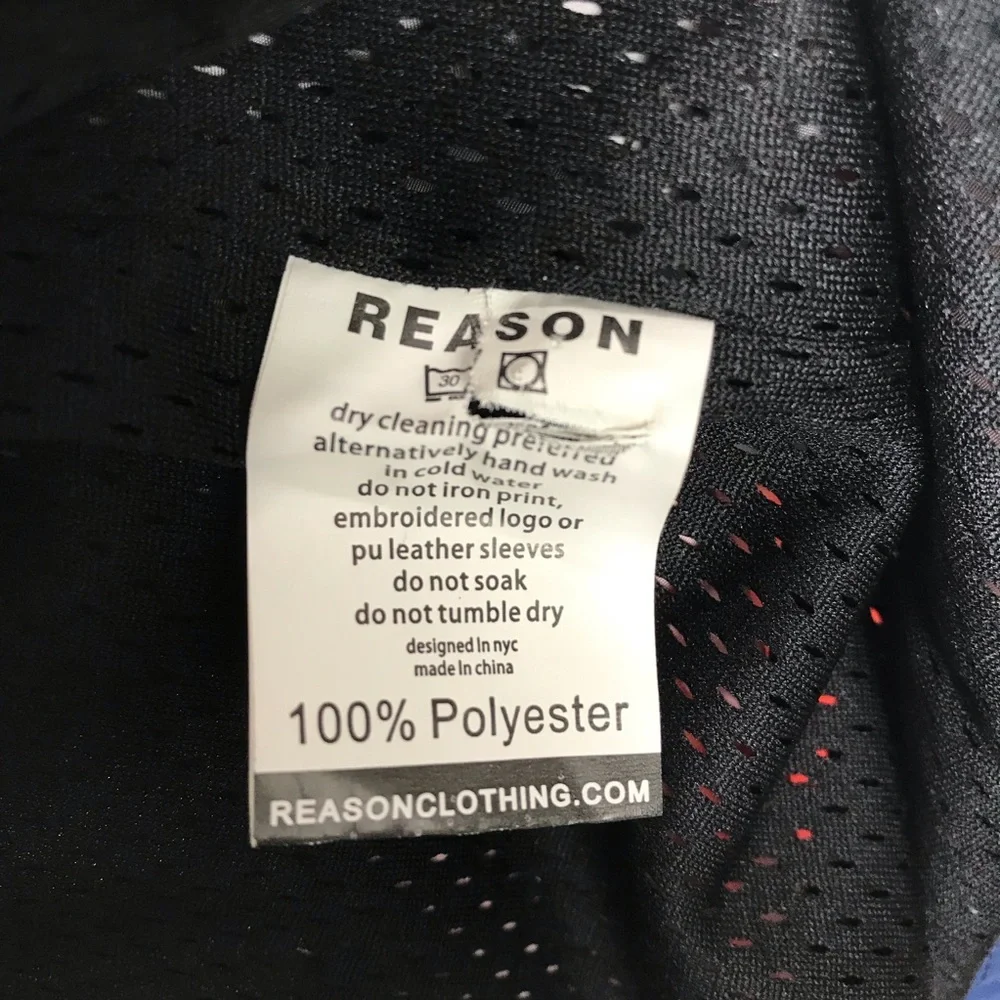 REASON
30
dry cleaning preferred
alternatively hand wash
in cold water
do not iron print,
embroidered logo or
pu leather sleeves
do not soak
do not tumble dry
designed In nyc
made In china
100% Polyester
REASONCLOTHING.COM